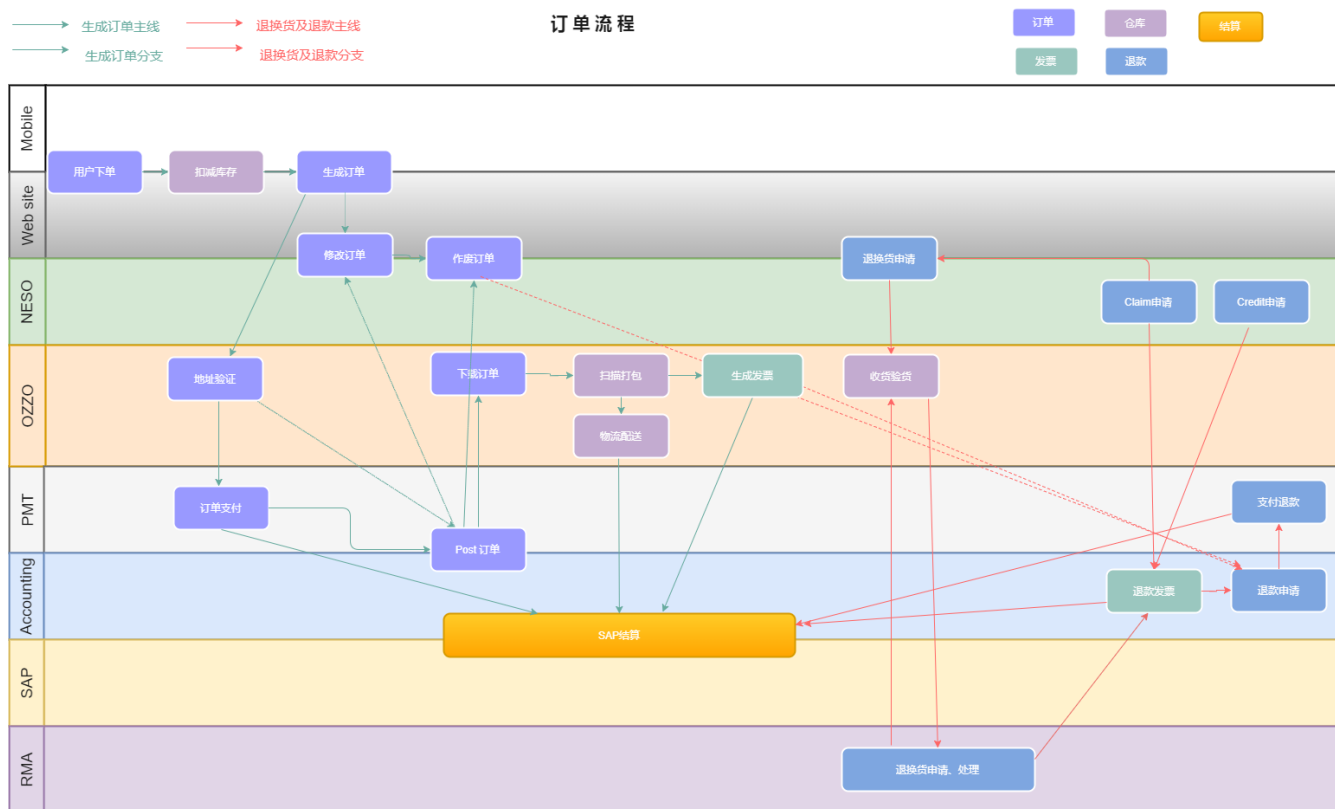 订单流程
生成订单主线
退换货及退款主线
生成订单分支
退换货及退款分支
订单
仓库
结算
发票
退款
Mobile
用户下单
扣减库存
生成订单
Web site
修改订单
作废订单
退换货申请
NESO
Claim申请
Credit申请
OZZO
地址验证
下载订单
扫描打包
生成发票
收货验货
物流配送
PMT
订单支付
Post 订单
支付退款
Accounting
退款发票
退款申请
SAP结算
SAP
RMA
退换货申请、处理